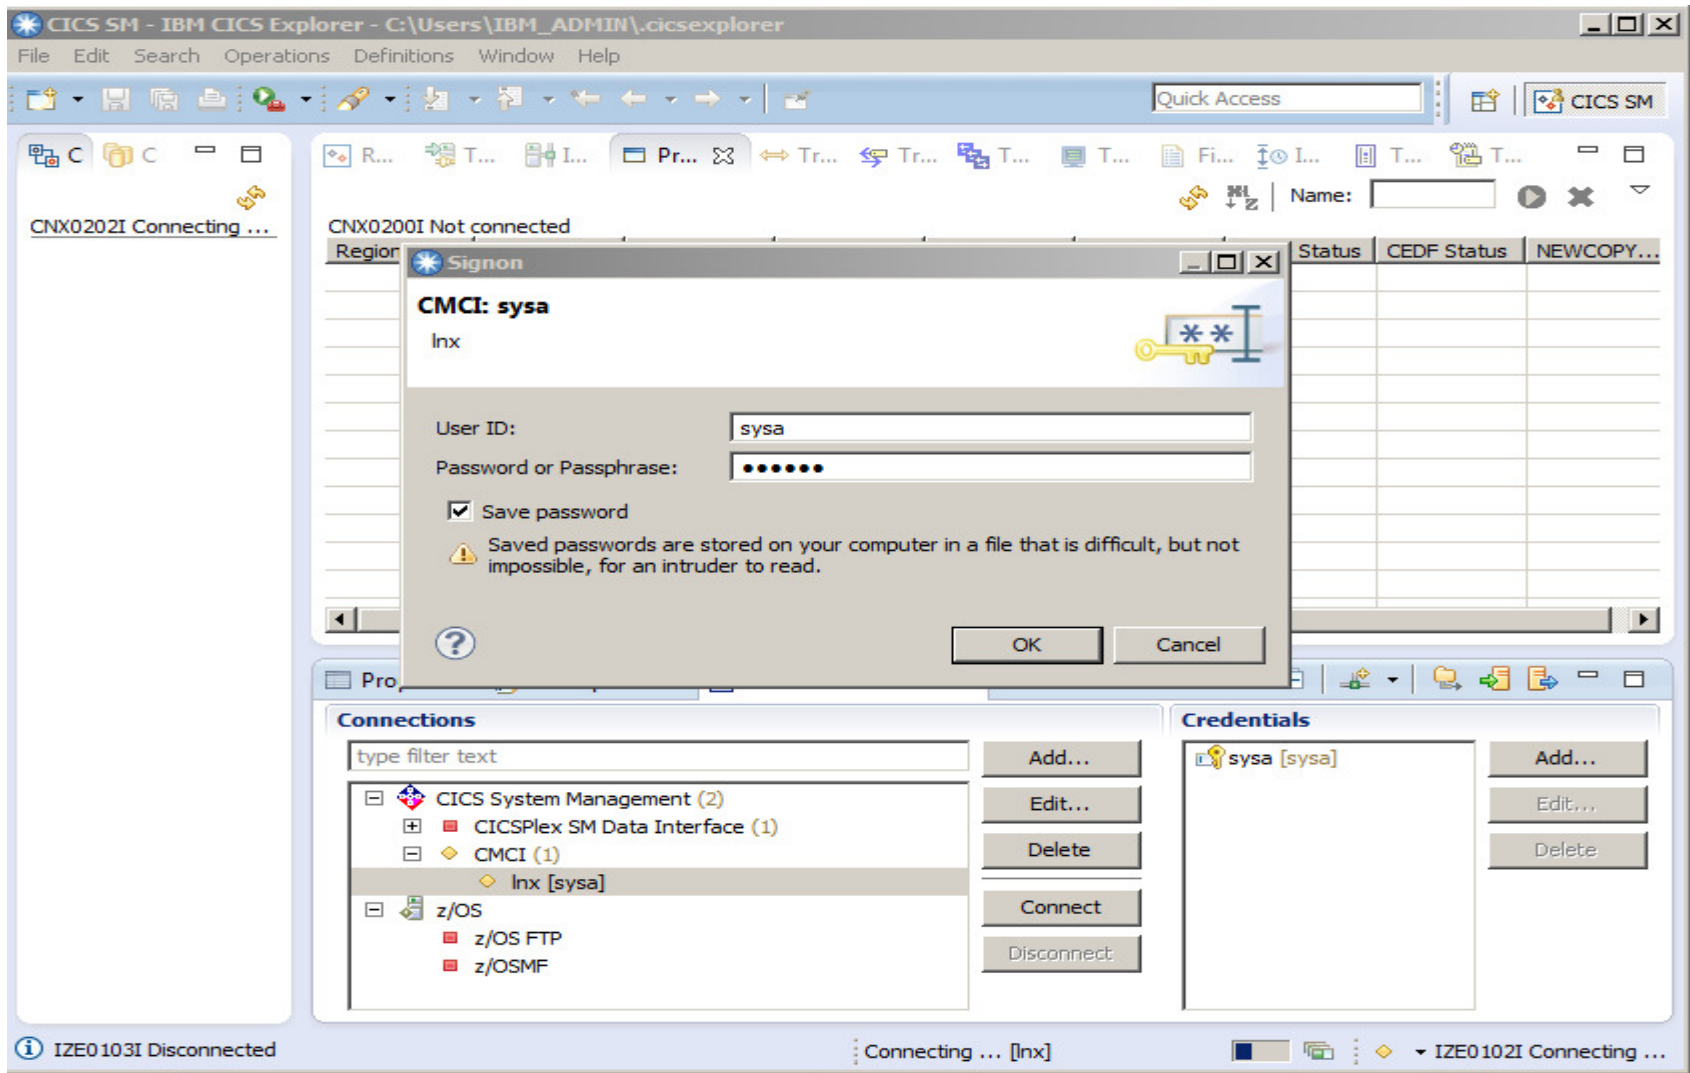 CICS SM - IBM CICS Explorer - C:\Users\IBM_ADMIN\.cicsexplorer
File Edit Search Operations Definitions Window Help
Quick Access
CICS SM
C C
R... T... I... Pr... Tr... Tr... T... T... Fi... I... T... T...
Name:
CNX0202I Connecting ...
CNX0200I Not connected
Region
Status CEDF Status NEWCOPY...
Signon
CMCI: sysa
lnx
**
User ID: sysa
Password or Passphrase: ●●●●●●
Save password
Saved passwords are stored on your computer in a file that is difficult, but not
impossible, for an intruder to read.
?
OK Cancel
Pro
Connections
type filter text
CICS System Management (2)
CICSPlex SM Data Interface (1)
CMCI (1)
lnx [sysa]
z/OS
z/OS FTP
z/OSMF
Add...
Edit...
Delete
Connect
Disconnect
Credentials
sysa [sysa]
Add...
Edit...
Delete
IZE0103I Disconnected
Connecting ... [lnx]
IZE0102I Connecting ...